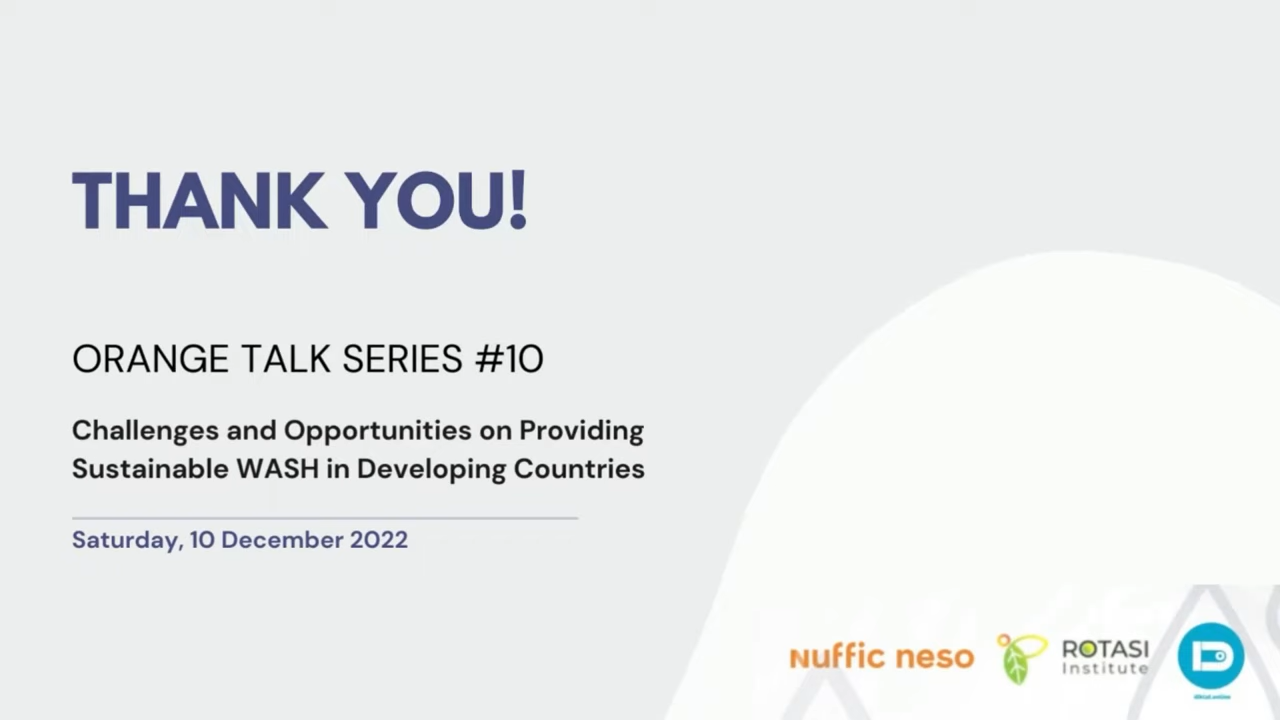 THANK YOU!
ORANGE TALK SERIES #10
Challenges and Opportunities on Providing
Sustainable WASH in Developing Countries
Saturday, 10 December 2022
Nuffic neso
ROTASI
Institute